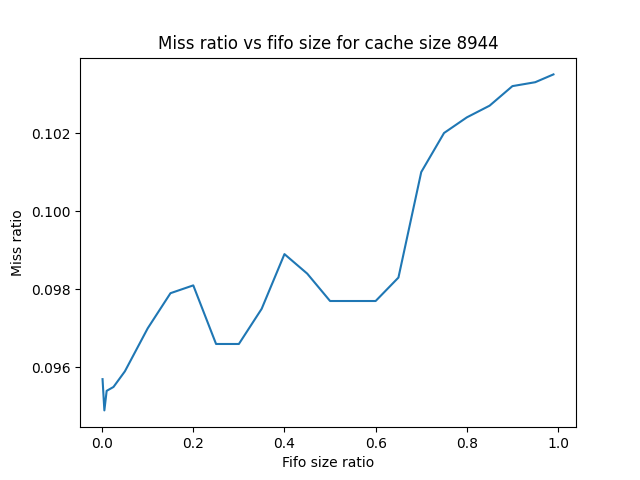 Miss ratio vs fifo size for cache size 8944
0.102
0.100
0.098
0.096
Miss ratio
0.0 0.2 0.4 0.6 0.8 1.0
Fifo size ratio